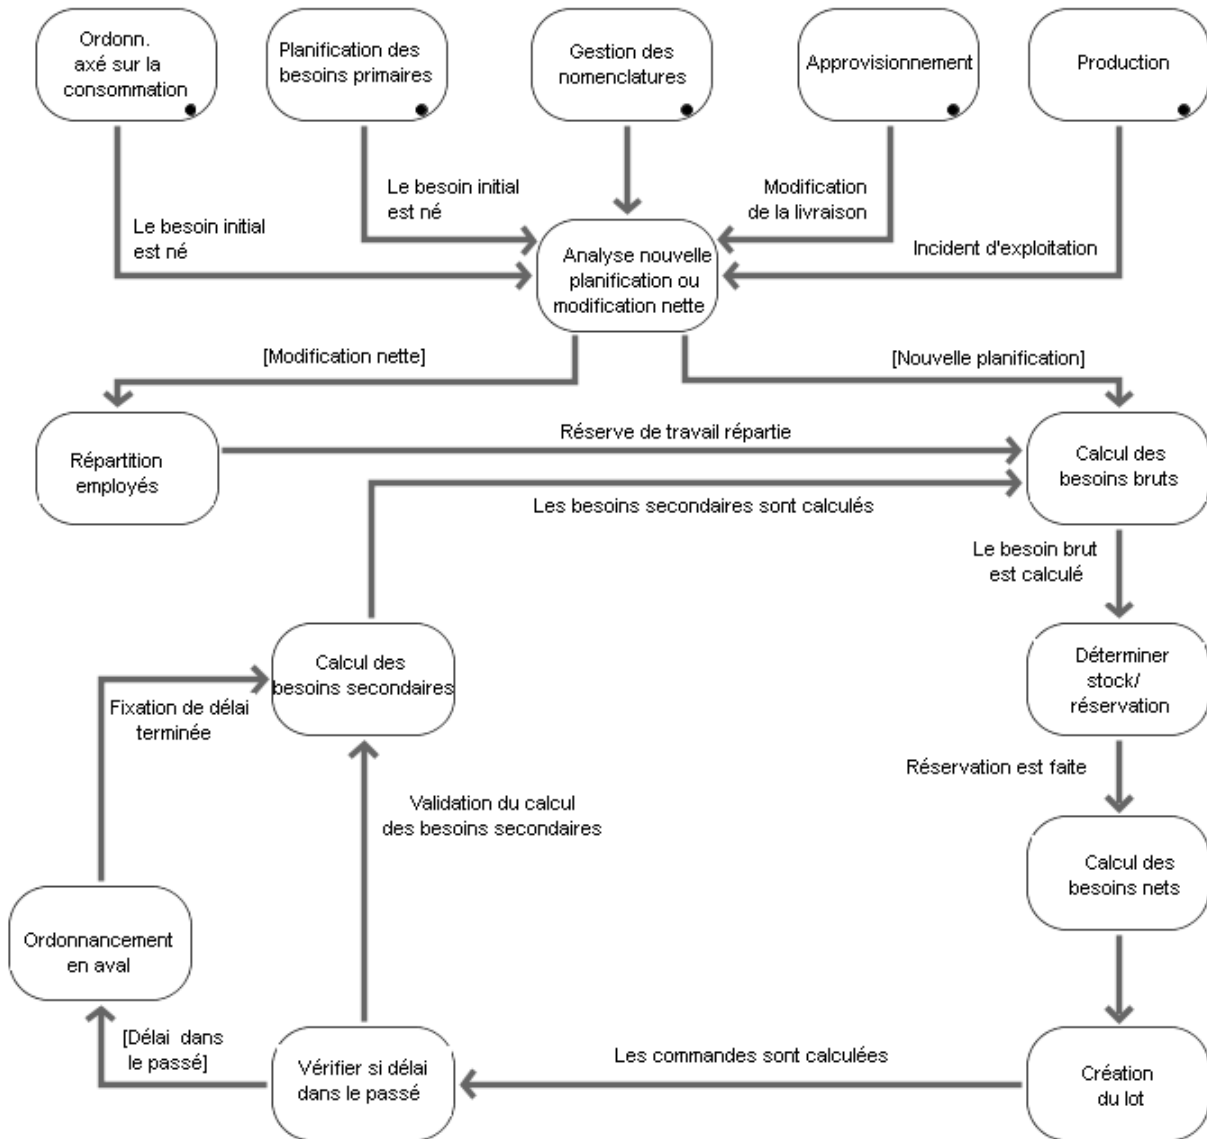 Ordonn.
axé sur la
consommation
Planification des
besoins primaires
Gestion des
nomenclatures
Approvisionnement
Production
Le besoin initial
est né
Le besoin initial
est né
Modification
de la livraison
Incident d'exploitation
Analyse nouvelle
planification ou
modification nette
[Modification nette]
[Nouvelle planification]
Répartition
employés
Réserve de travail répartie
Calcul des
besoins bruts
Les besoins secondaires sont calculés
Le besoin brut
est calculé
Calcul des
besoins secondaires
Déterminer
stock/
réservation
Fixation de délai
terminée
Réservation est faite
Validation du calcul
des besoins secondaires
Calcul des
besoins nets
Ordonnancement
en aval
[Délai dans
le passé]
Vérifier si délai
dans le passé
Les commandes sont calculées
Création
du lot